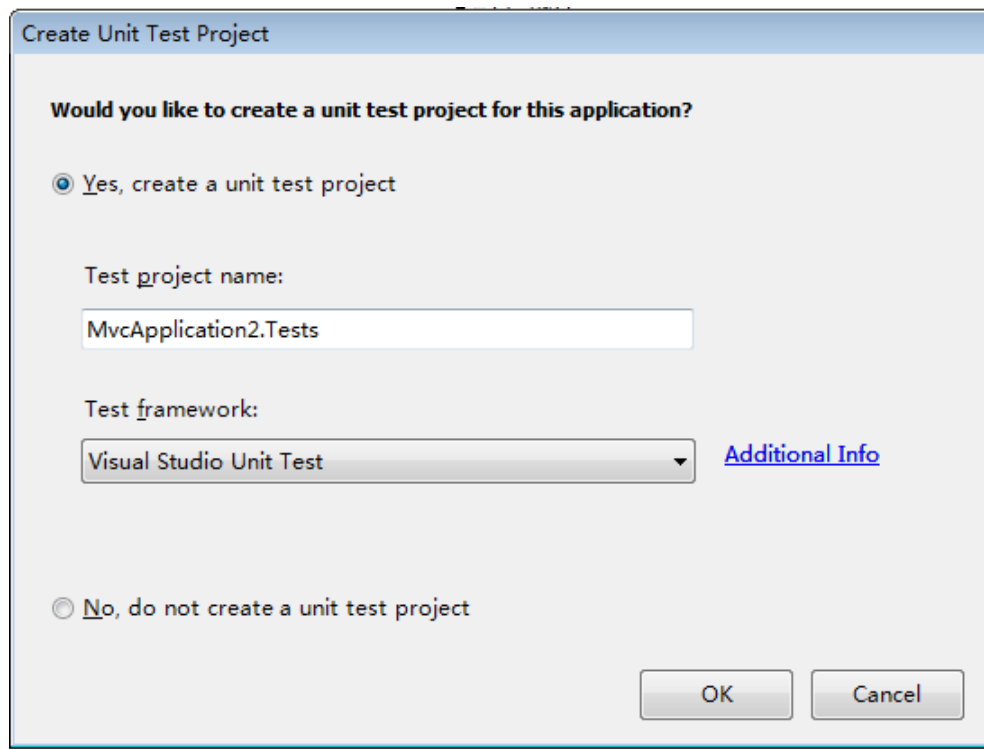 Create Unit Test Project
Would you like to create a unit test project for this application?
Yes, create a unit test project
Test project name:
MvcApplication2.Tests
Test framework:
Visual Studio Unit Test
Additional Info
No, do not create a unit test project
OK
Cancel